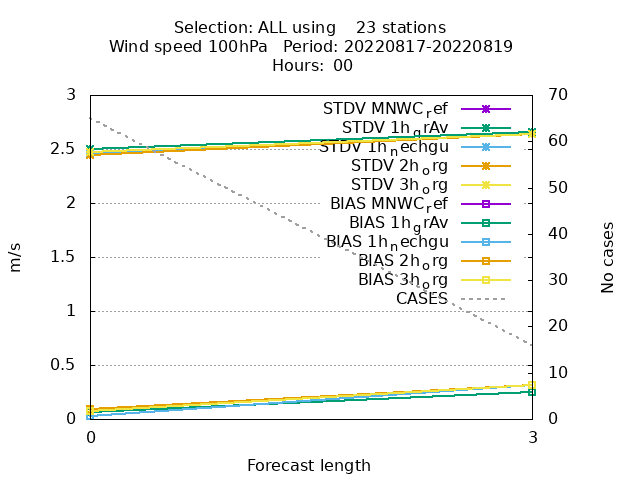 Selection: ALL using    23 stations
Wind speed 100hPa   Period: 20220817-20220819
Hours:  00
3
2.5
2
1.5
1
0.5
0
m/s
70
60
50
40
30
20
10
0
No cases
STDV MNWC_ref
STDV 1h_grAv
STDV 1h_nechgu
STDV 2h_org
STDV 3h_org
BIAS MNWC_ref
BIAS 1h_grAv
BIAS 1h_nechgu
BIAS 2h_org
BIAS 3h_org
CASES
0
3
Forecast length